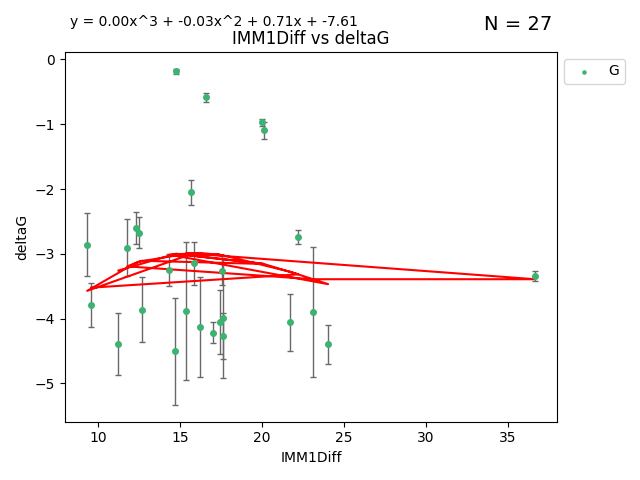 y = 0.00x^3 + -0.03x^2 + 0.71x + -7.61
N = 27
IMM1Diff vs deltaG
G
0
−1
−2
−3
−4
−5
deltaG
10 15 20 25 30 35
IMM1Diff